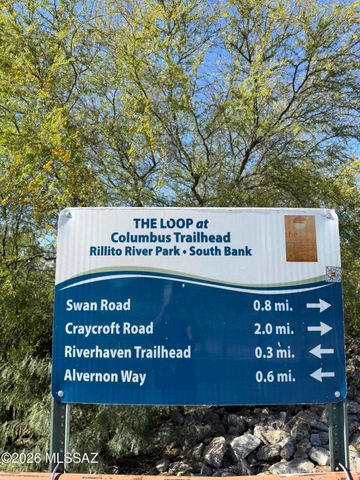 THE LOOP at
Columbus Trailhead
Rillito River Park • South Bank
Swan Road 0.8 mi. →
Craycroft Road 2.0 mi. →
Riverhaven Trailhead 0.3 mi. ←
Alvernon Way 0.6 mi. ←
©2026 MLSSAZ